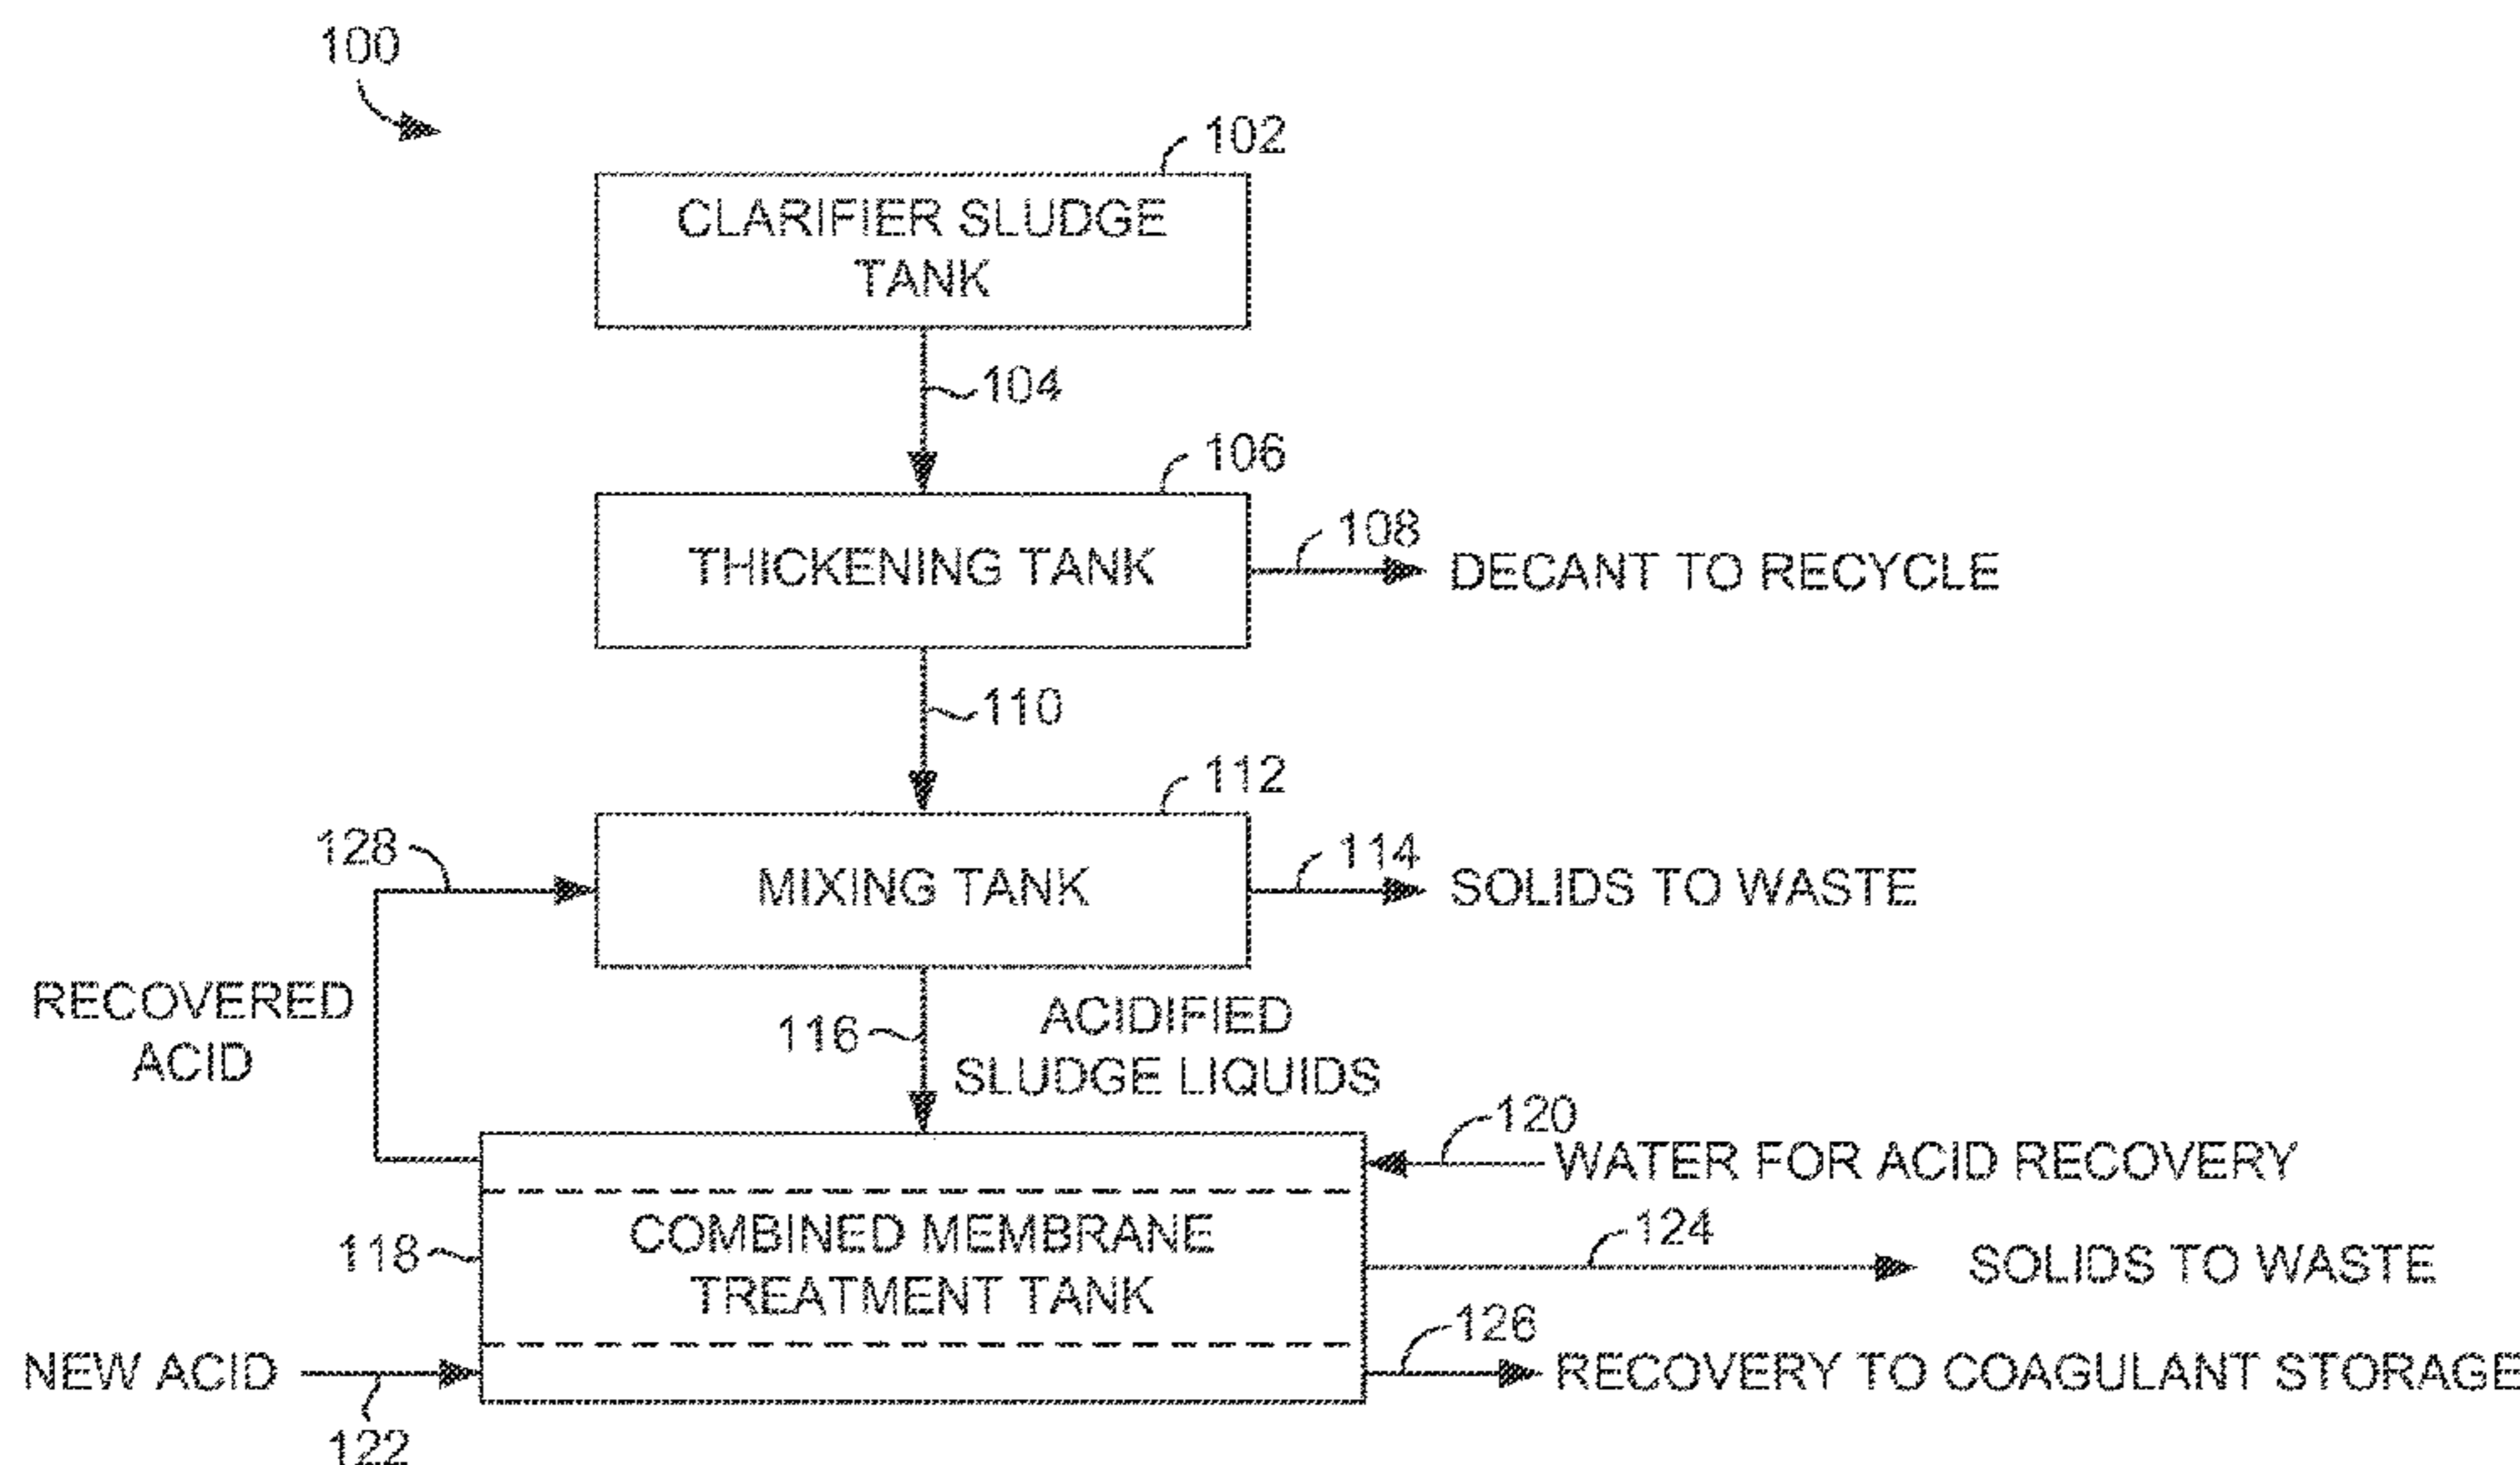 100
102
CLARIFIER SLUDGE
TANK
104
106
THICKENING TANK
108
DECANT TO RECYCLE
110
112
128
MIXING TANK
114
SOLIDS TO WASTE
RECOVERED
ACID
116
ACIDIFIED
SLUDGE LIQUIDS
120
WATER FOR ACID RECOVERY
118
COMBINED MEMBRANE
TREATMENT TANK
124
SOLIDS TO WASTE
126
NEW ACID
RECOVERY TO COAGULANT STORAGE
122